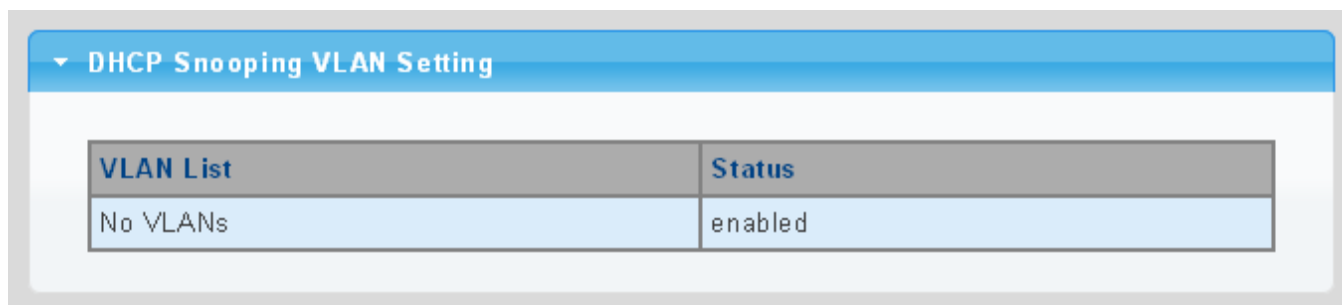 DHCP Snooping VLAN Setting
VLAN List Status
No VLANs enabled